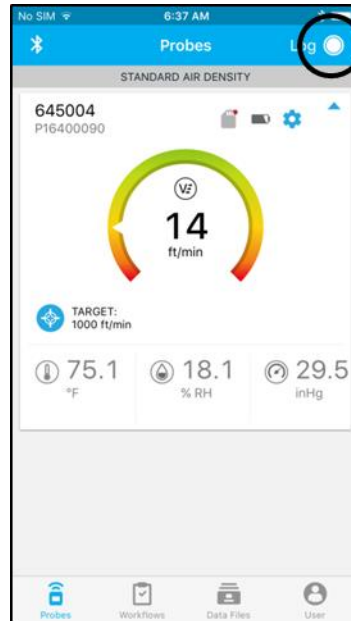 No SIM 6:37 AM
Probes Log
STANDARD AIR DENSITY
645004
P16400090
14
ft/min
TARGET:
1000 ft/min
75.1 18.1 29.5
°F % RH inHg
Probes Workflows Data Files User